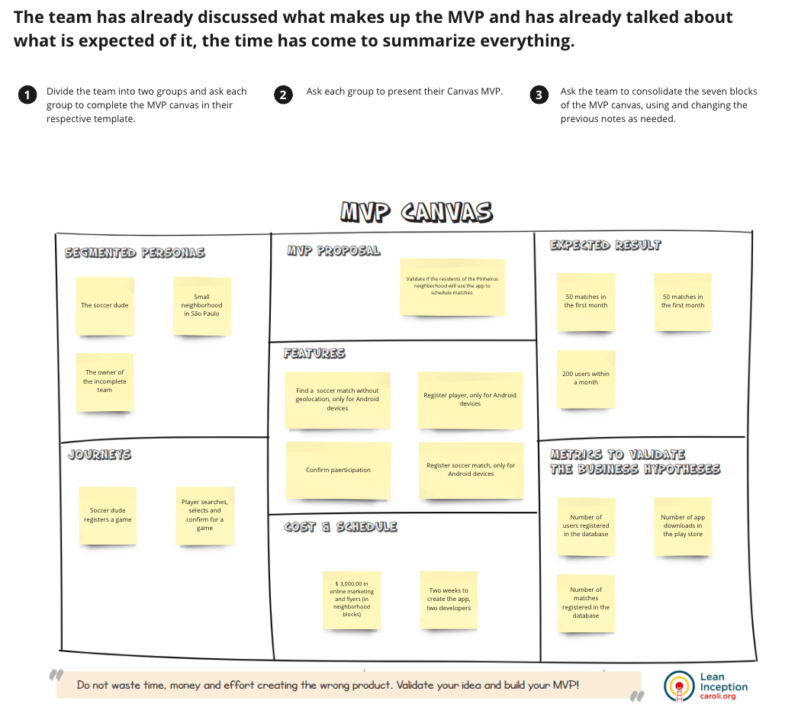 The team has already discussed what makes up the MVP and has already talked about
what is expected of it, the time has come to summarize everything.
1
Divide the team into two groups and ask each
group to complete the MVP canvas in their
respective template.
2
Ask each group to present their Canvas MVP.
3
Ask the team to consolidate the seven blocks
of the MVP canvas, using and changing the
previous notes as needed.
MVP CANVAS
SEGMENTED PERSONAS
The soccer dude
Small
neighborhood
in São Paulo
The owner of
the incomplete
team
MVP PROPOSAL
Validate if the residents of the Pinheiros
neighborhood will use the app to
schedule matches.
EXPECTED RESULT
50 matches in
the first month
50 matches in
the first month
200 users within
a month
FEATURES
Find a soccer match without
geolocation, only for Android
devices
Register player, only for Android
devices
Confirm paerticipation
Register soccer match, only for
Android devices
JOURNEYS
Soccer dude
registers a game
Player searches,
selects and
confirm for a
game
COST & SCHEDULE
$ 3,000.00 in
online marketing
and flyers (in
neighborhood
blocks)
Two weeks to
create the app,
two developers
METRICS TO VALIDATE
THE BUSINESS HYPOTHESES
Number of
users registered
in the database
Number of app
downloads in
the play store
Number of
matches
registered in the
database
" Do not waste time, money and effort creating the wrong product. Validate your idea and build your MVP! "
Lean
Inception
caroli.org